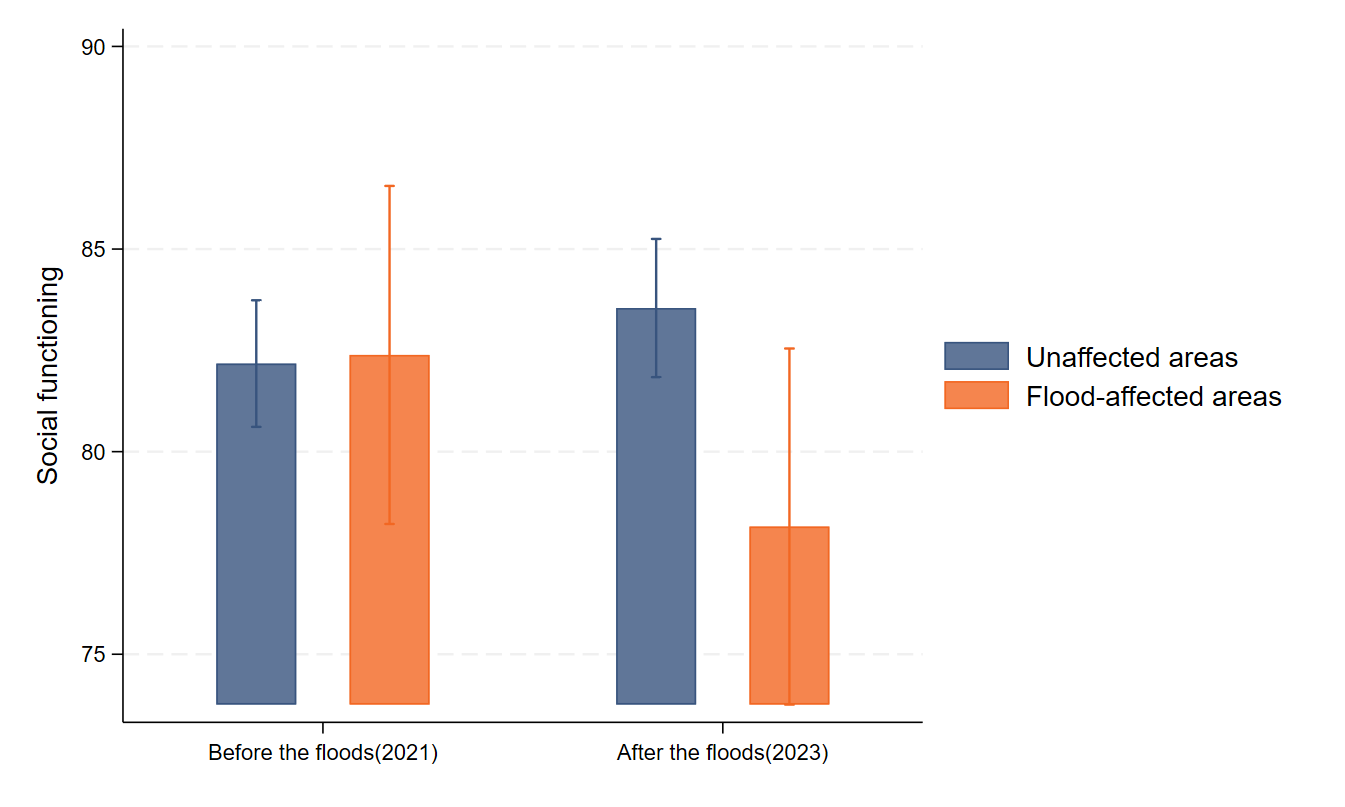 90
85
80
75
Social functioning
Before the floods(2021)
After the floods(2023)
Unaffected areas
Flood-affected areas